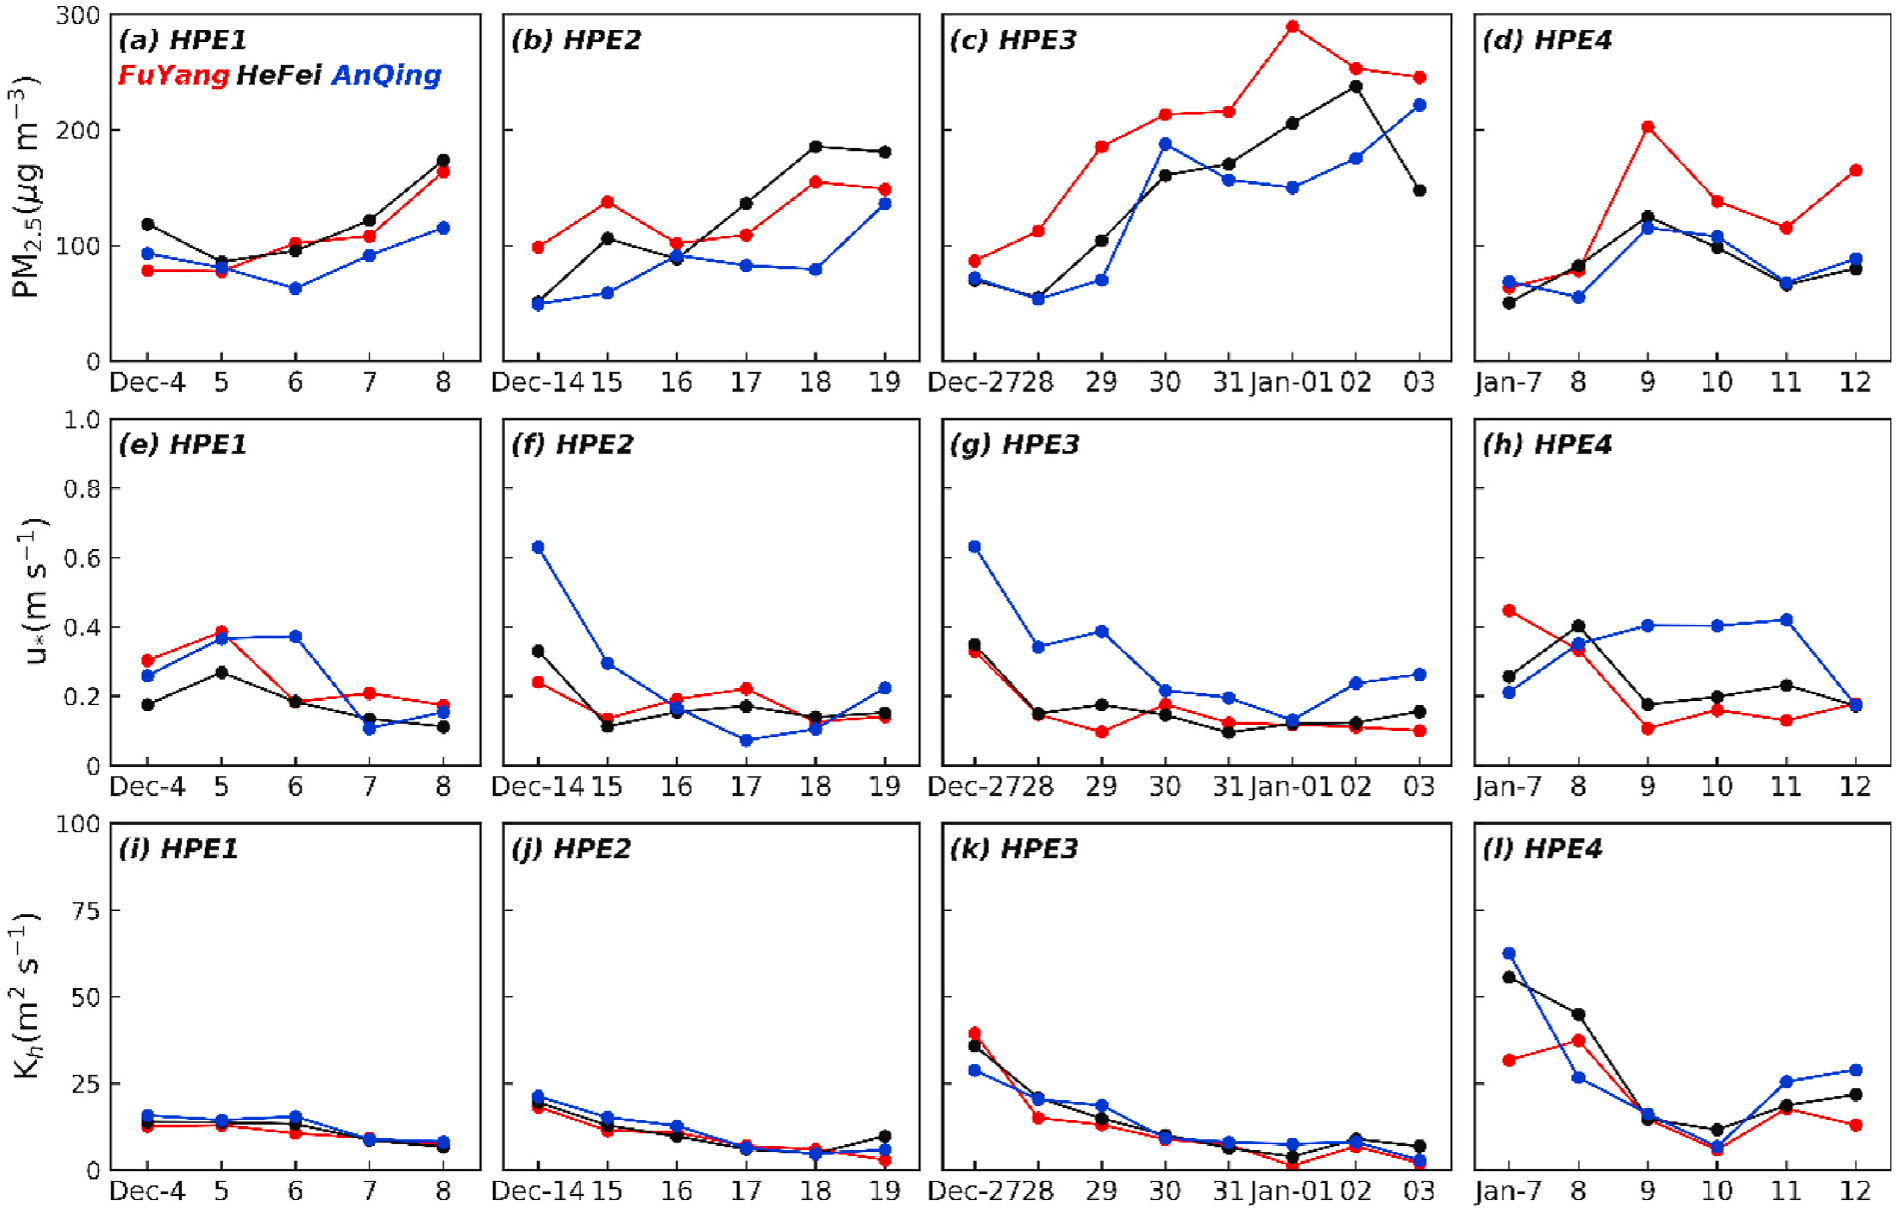 (a) HPE1
FuYang HeFei AnQing
(b) HPE2
(c) HPE3
(d) HPE4
PM2.5(μg m−3)
300
200
100
0
Dec-4 5 6 7 8
Dec-14 15 16 17 18 19
Dec-27 28 29 30 31 Jan-01 02 03
Jan-7 8 9 10 11 12
(e) HPE1
(f) HPE2
(g) HPE3
(h) HPE4
u*(m s−1)
1.0
0.8
0.6
0.4
0.2
0
Dec-4 5 6 7 8
Dec-14 15 16 17 18 19
Dec-27 28 29 30 31 Jan-01 02 03
Jan-7 8 9 10 11 12
(i) HPE1
(j) HPE2
(k) HPE3
(l) HPE4
Kh(m2 s−1)
100
75
50
25
0
Dec-4 5 6 7 8
Dec-14 15 16 17 18 19
Dec-27 28 29 30 31 Jan-01 02 03
Jan-7 8 9 10 11 12